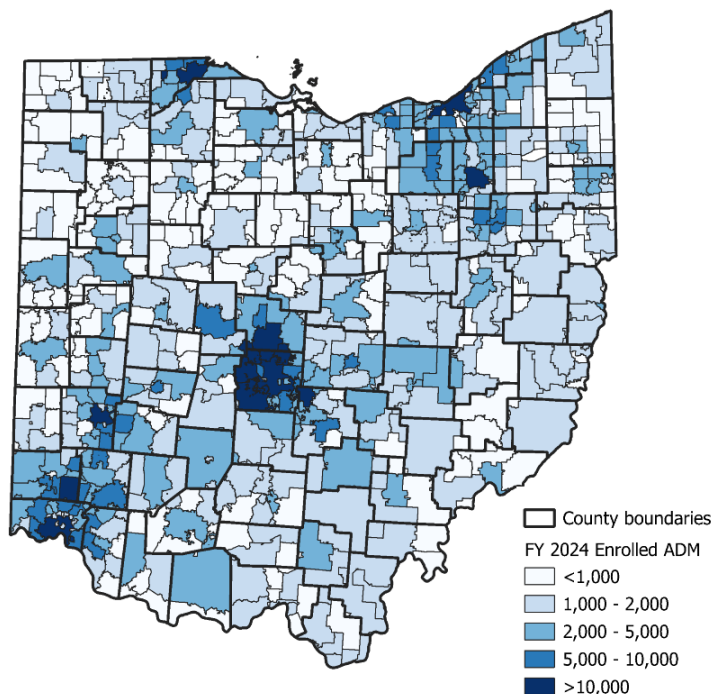 County boundaries
FY 2024 Enrolled ADM
<1,000
1,000 - 2,000
2,000 - 5,000
5,000 - 10,000
>10,000